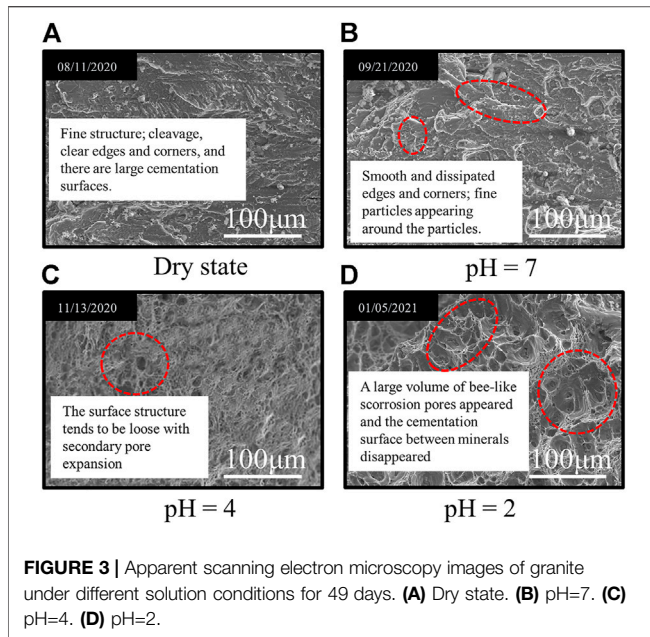 A
08/11/2020
Fine structure; cleavage,
clear edges and corners, and
there are large cementation
surfaces.
100μm
Dry state
B
09/21/2020
Smooth and dissipated
edges and corners; fine
particles appearing
around the particles.
100μm
pH = 7
C
11/13/2020
The surface structure
tends to be loose with
secondary pore
expansion
100μm
pH = 4
D
01/05/2021
A large volume of bee-like
scorrosion pores appeared
and the cementation
surface between minerals
disappeared
100μm
pH = 2
FIGURE 3 | Apparent scanning electron microscopy images of granite
under different solution conditions for 49 days. (A) Dry state. (B) pH=7. (C)
pH=4. (D) pH=2.